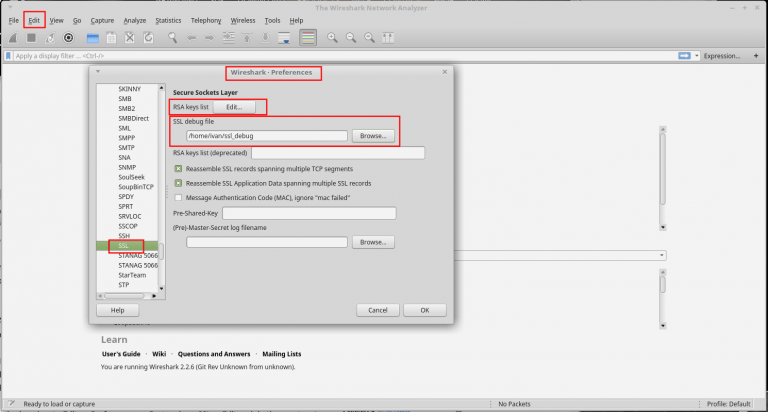 The Wireshark Network Analyzer
File Edit View Go Capture Analyze Statistics Telephony Wireless Tools Help
Apply a display filter ... <Ctrl-/> Expression... +
Wireshark · Preferences
SKINNY
SMB
SMB2
SMBDirect
SML
SMPP
SMTP
SNA
SNMP
SoulSeek
SoupBinTCP
SPDY
SPRT
SRVLOC
SSCOP
SSH
SSL
STANAG 5066
STANAG 5066
StarTeam
STP
Secure Sockets Layer
RSA keys list Edit...
SSL debug file
/home/ivan/ssl_debug Browse...
RSA keys list (deprecated)
Reassemble SSL records spanning multiple TCP segments
Reassemble SSL Application Data spanning multiple SSL records
Message Authentication Code (MAC), ignore "mac failed"
Pre-Shared-Key
(Pre)-Master-Secret log filename
Browse...
Help Cancel OK
Learn
User's Guide · Wiki · Questions and Answers · Mailing Lists
You are running Wireshark 2.2.6 (Git Rev Unknown from unknown).
Ready to load or capture No Packets Profile: Default